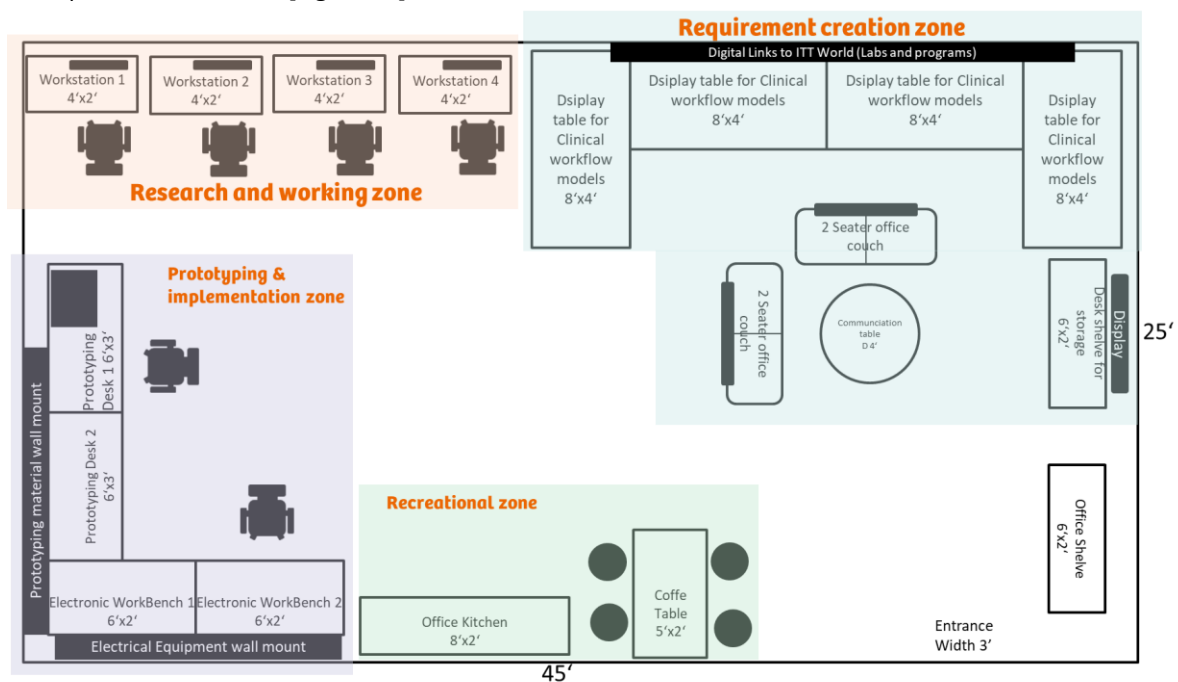 Requirement creation zone
Digital Links to ITT World (Labs and programs)
Workstation 1
4‘x2‘
Workstation 2
4‘x2‘
Workstation 3
4‘x2‘
Workstation 4
4‘x2‘
Research and working zone
Dsiplay
table for
Clinical
workflow
models
8‘x4‘
Dsiplay table for Clinical
workflow models
8‘x4‘
Dsiplay table for Clinical
workflow models
8‘x4‘
Dsiplay
table for
Clinical
workflow
models
8‘x4‘
2 Seater office
couch
2 Seater office
couch
Communciation
table
D 4‘
Desk shelve for
storage
6‘x2‘
Display
25‘
Prototyping &
implementation zone
Prototyping
Desk 1 6‘x3‘
Prototyping Desk 2
6‘x3‘
Prototyping material wall mount
Electronic WorkBench 1
6‘x2‘
Electronic WorkBench 2
6‘x2‘
Electrical Equipment wall mount
Recreational zone
Office Kitchen
8‘x2‘
Coffe
Table
5‘x2‘
Office Shelve
6‘x2‘
Entrance
Width 3’
45‘